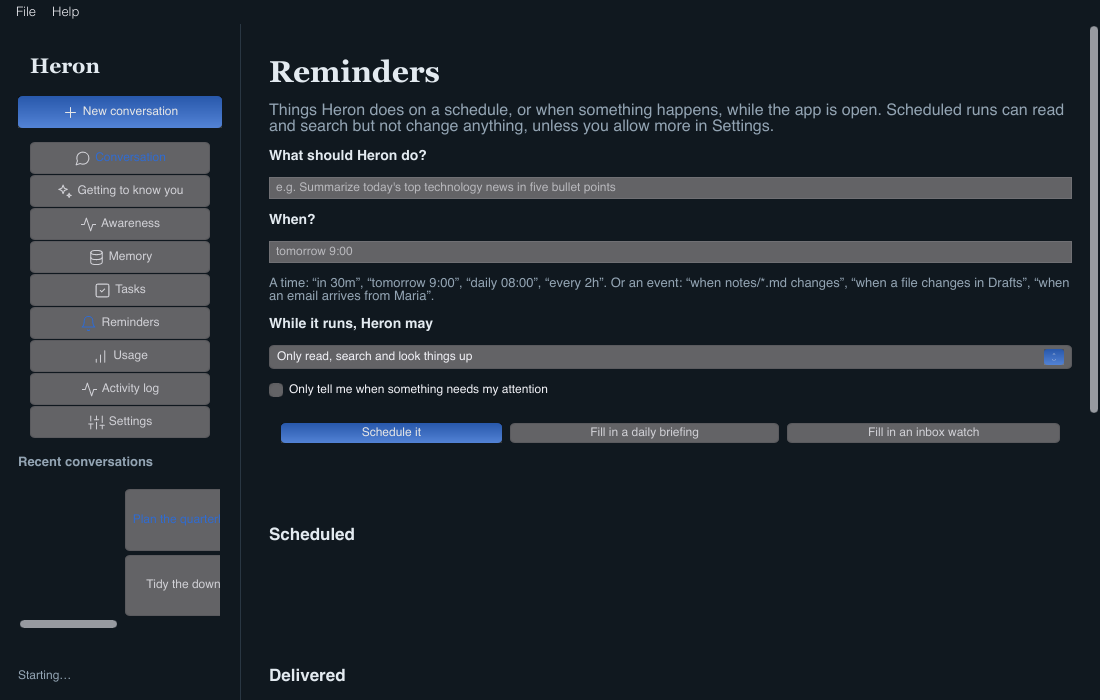 File Help
Heron
New conversation
Getting to know you
Awareness
Memory
Tasks
Reminders
Usage
Activity log
Settings
Recent conversations
Tidy the down
Starting…
Reminders
Things Heron does on a schedule, or when something happens, while the app is open. Scheduled runs can read
and search but not change anything, unless you allow more in Settings.
What should Heron do?
e.g. Summarize today's top technology news in five bullet points
When?
tomorrow 9:00
A time: “in 30m”, “tomorrow 9:00”, “daily 08:00”, “every 2h”. Or an event: “when notes/*.md changes”, “when a file changes in Drafts”, “when
an email arrives from Maria”.
While it runs, Heron may
Only read, search and look things up
Only tell me when something needs my attention
Schedule it
Fill in a daily briefing
Fill in an inbox watch
Scheduled
Delivered